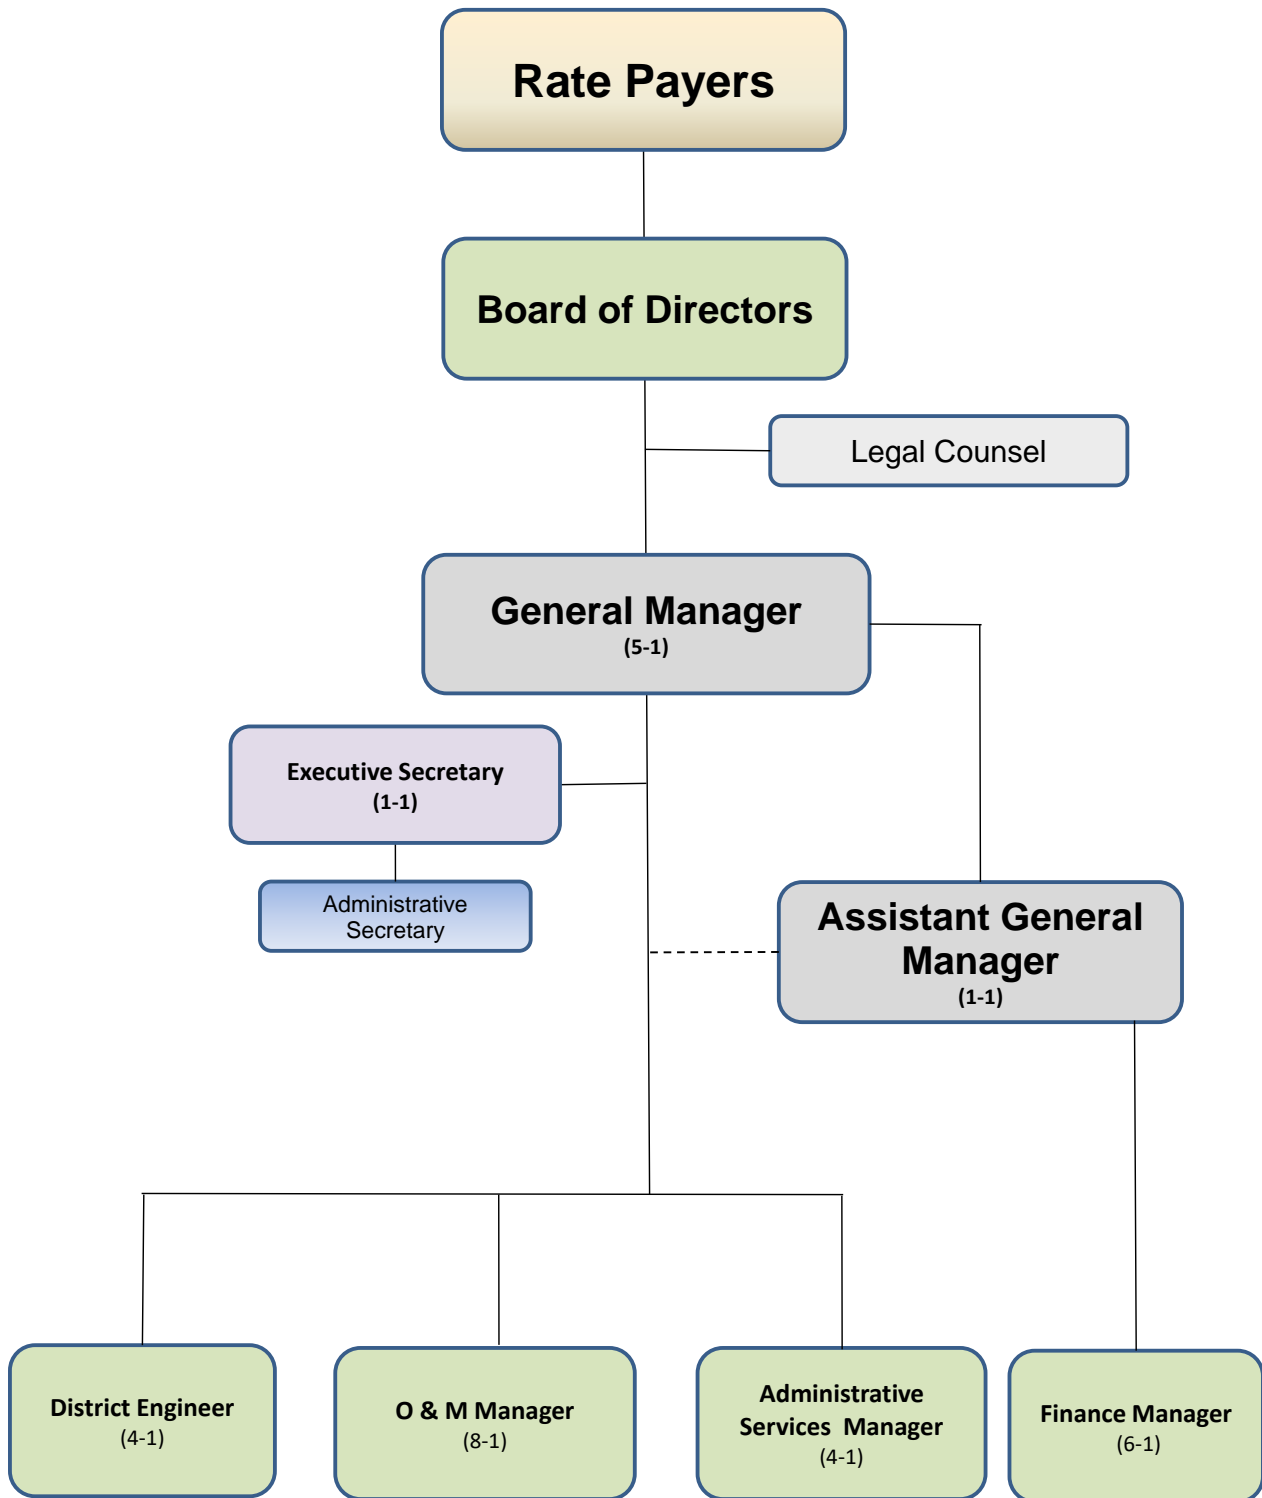 Rate Payers
Board of Directors
Legal Counsel
General Manager
(5-1)
Executive Secretary
(1-1)
Administrative
Secretary
Assistant General
Manager
(1-1)
District Engineer
(4-1)
O & M Manager
(8-1)
Administrative
Services  Manager
(4-1)
Finance Manager
(6-1)